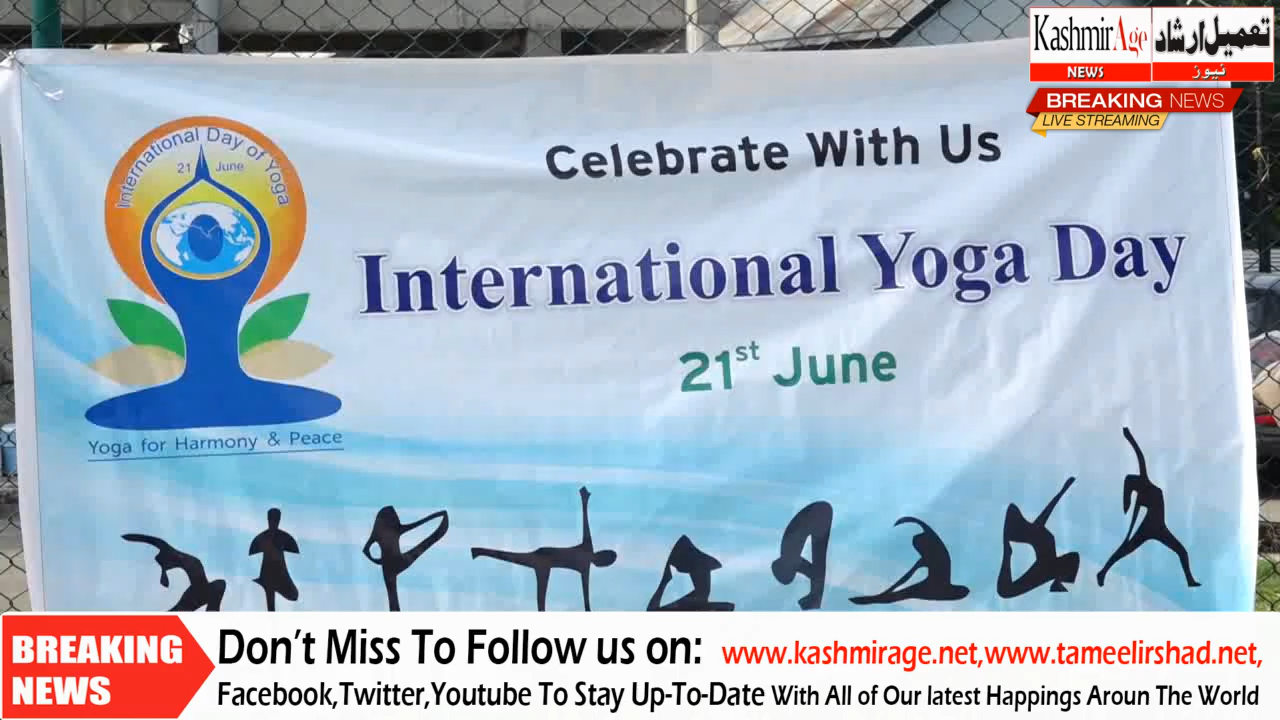 KashmirAge
NEWS
تعمیل ارشاد
نیوز
BREAKING NEWS
LIVE STREAMING
International Day of Yoga
21 June
Yoga for Harmony & Peace
Celebrate With Us
International Yoga Day
21st June
BREAKING
NEWS
Don't Miss To Follow us on: www.kashmirage.net,www.tameelirshad.net,
Facebook,Twitter,Youtube To Stay Up-To-Date With All of Our latest Happings Aroun The World